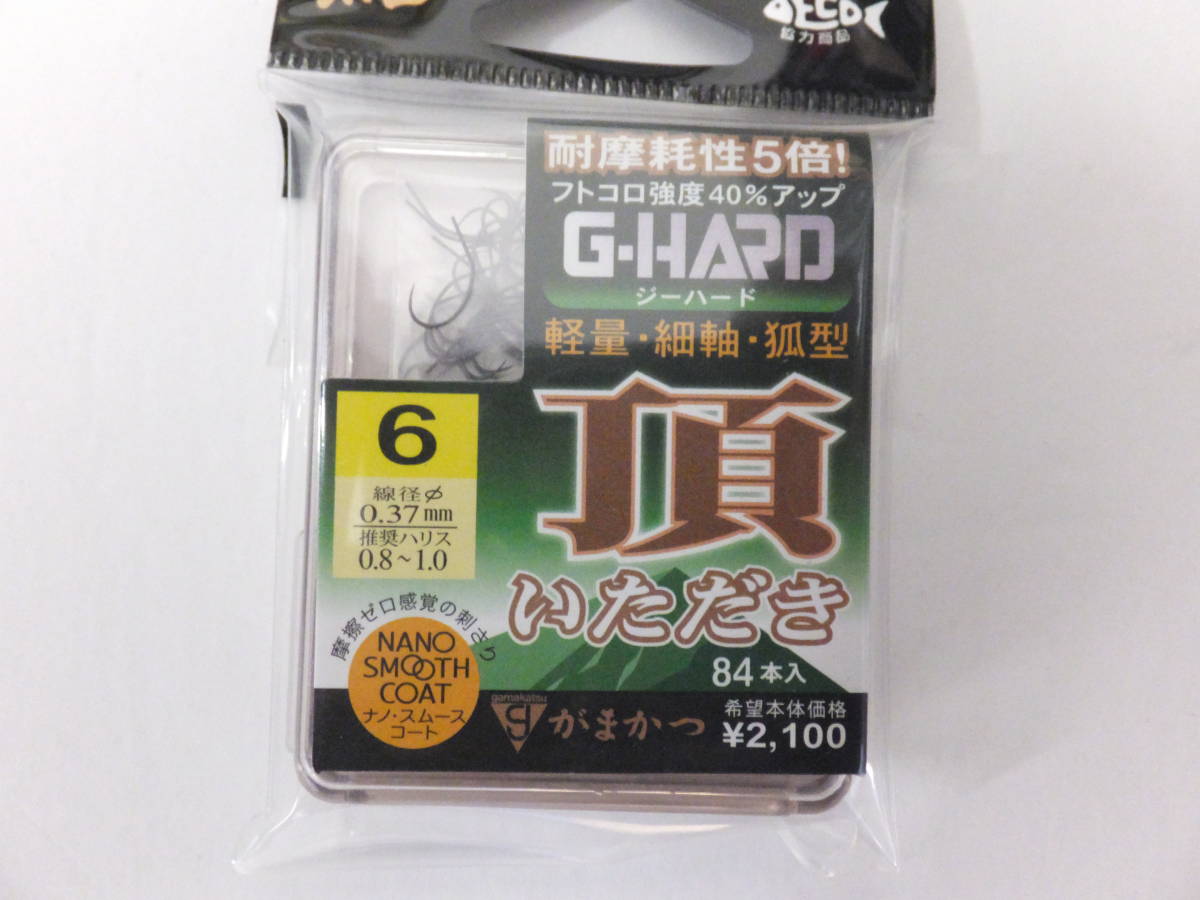 協力商品
耐摩耗性5倍!
フトコロ強度40%アップ
G-HARD
ジーハード
軽量・細軸・狐型
頂
いただき
6
線径φ
0.37mm
推奨ハリス
0.8~1.0
摩擦ゼロ感覚の刺さり
NANO
SMOOTH
COAT
ナノ・スムース
コート
84本入
gamakatsu
がまかつ
希望本体価格
¥2,100